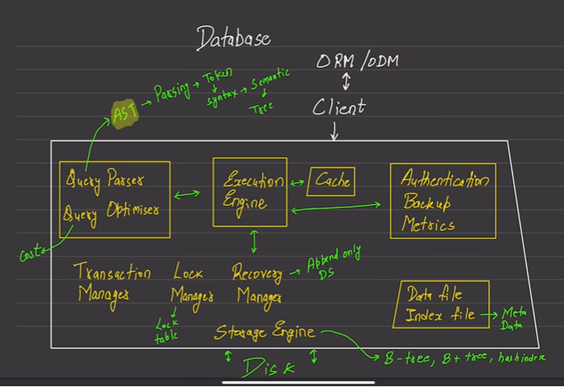 Database
ORM/ODM
Client
AST → Parsing → Token
syntax → Semantic
Tree
Query Parser
Query Optimiser
cost
Execution
Engine
Cache
Authentication
Backup
Metrics
Transaction
Manager
Lock
Manager
Lock
table
Recovery
Manager
Append only
DS
Data file
Index file → Meta
Data
Storage Engine
B-tree, B+ tree, hashindex
Disk